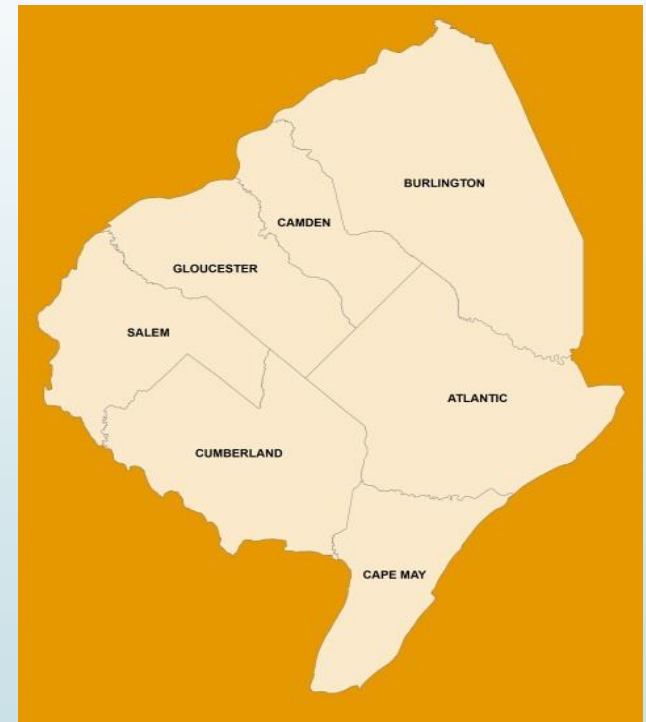 BURLINGTON
CAMDEN
GLOUCESTER
SALEM
ATLANTIC
CUMBERLAND
CAPE MAY